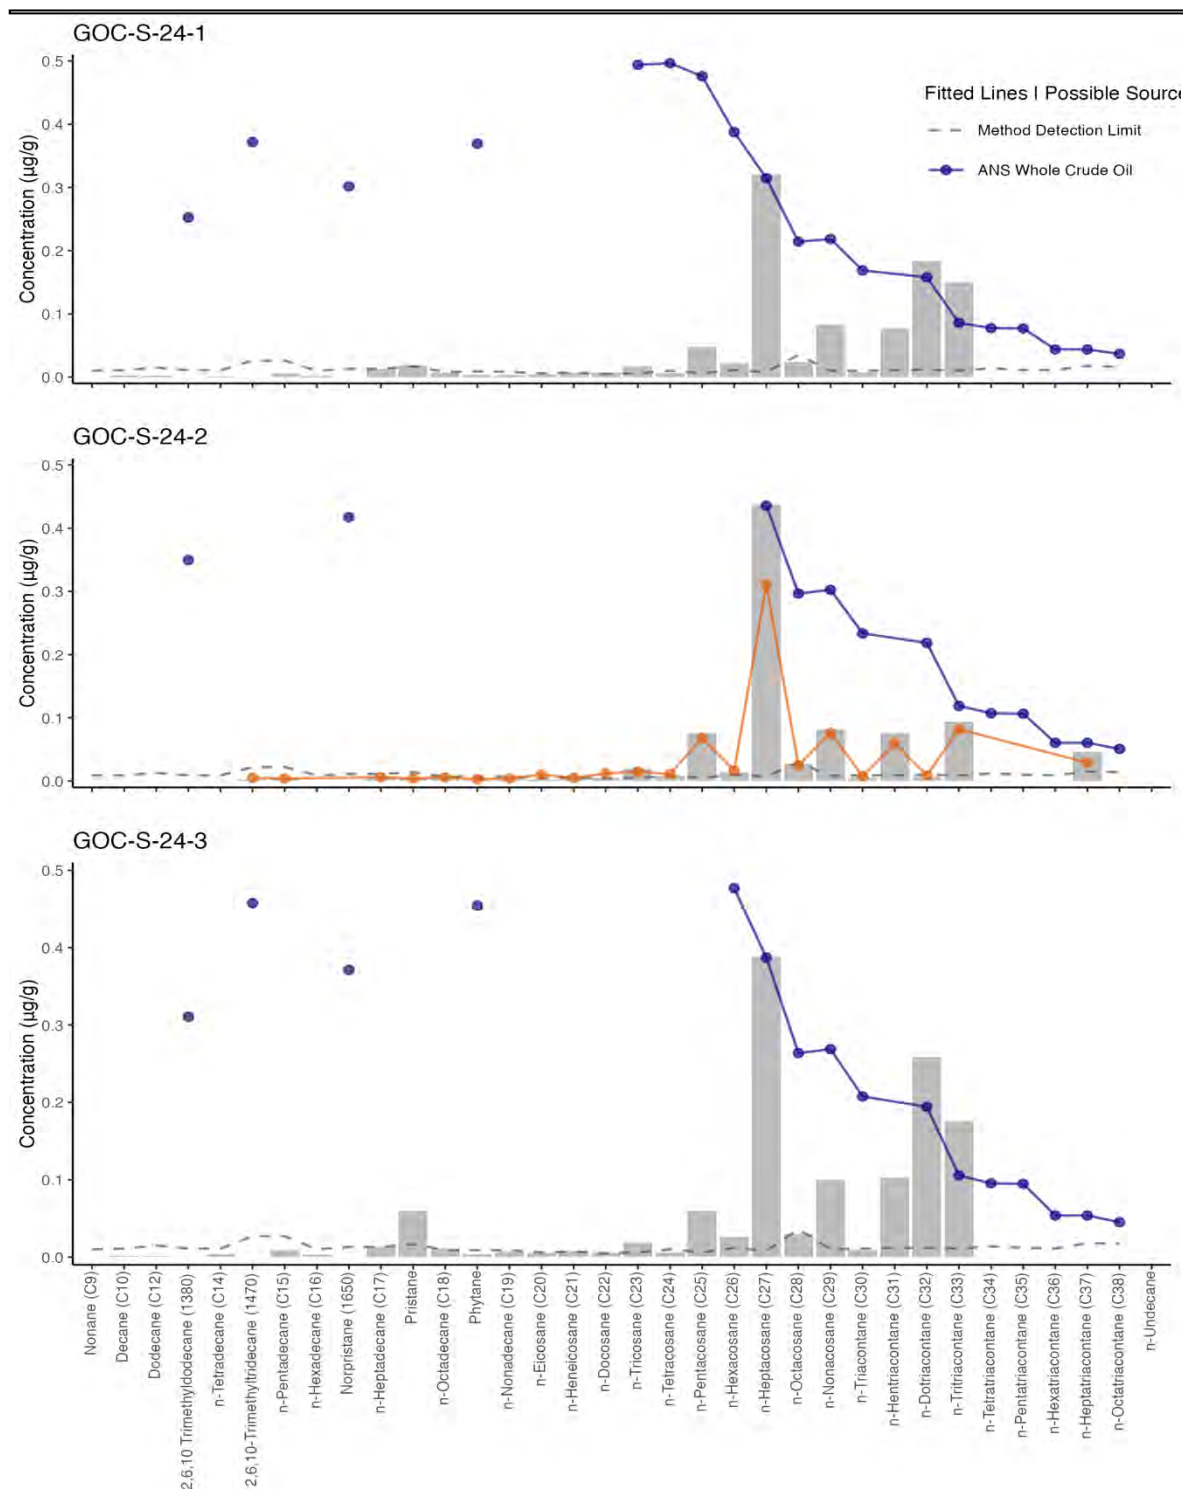 GOC-S-24-1
Concentration (µg/g)
0.5
0.4
0.3
0.2
0.1
0.0
Fitted Lines | Possible Source
Method Detection Limit
ANS Whole Crude Oil
GOC-S-24-2
Concentration (µg/g)
0.5
0.4
0.3
0.2
0.1
0.0
GOC-S-24-3
Concentration (µg/g)
0.5
0.4
0.3
0.2
0.1
0.0
Nonane (C9)
Decane (C10)
Dodecane (C12)
2,6,10 Trimethyldodecane (1380)
n-Tetradecane (C14)
2,6,10-Trimethyltridecane (1470)
n-Pentadecane (C15)
n-Hexadecane (C16)
Norpristane (1650)
n-Heptadecane (C17)
Pristane
n-Octadecane (C18)
Phytane
n-Nonadecane (C19)
n-Eicosane (C20)
n-Heneicosane (C21)
n-Docosane (C22)
n-Tricosane (C23)
n-Tetracosane (C24)
n-Pentacosane (C25)
n-Hexacosane (C26)
n-Heptacosane (C27)
n-Octacosane (C28)
n-Nonacosane (C29)
n-Triacontane (C30)
n-Hentriacontane (C31)
n-Dotriacontane (C32)
n-Tritriacontane (C33)
n-Tetratriacontane (C34)
n-Pentatriacontane (C35)
n-Hexatriacontane (C36)
n-Heptatriacontane (C37)
n-Octatriacontane (C38)
n-Undecane